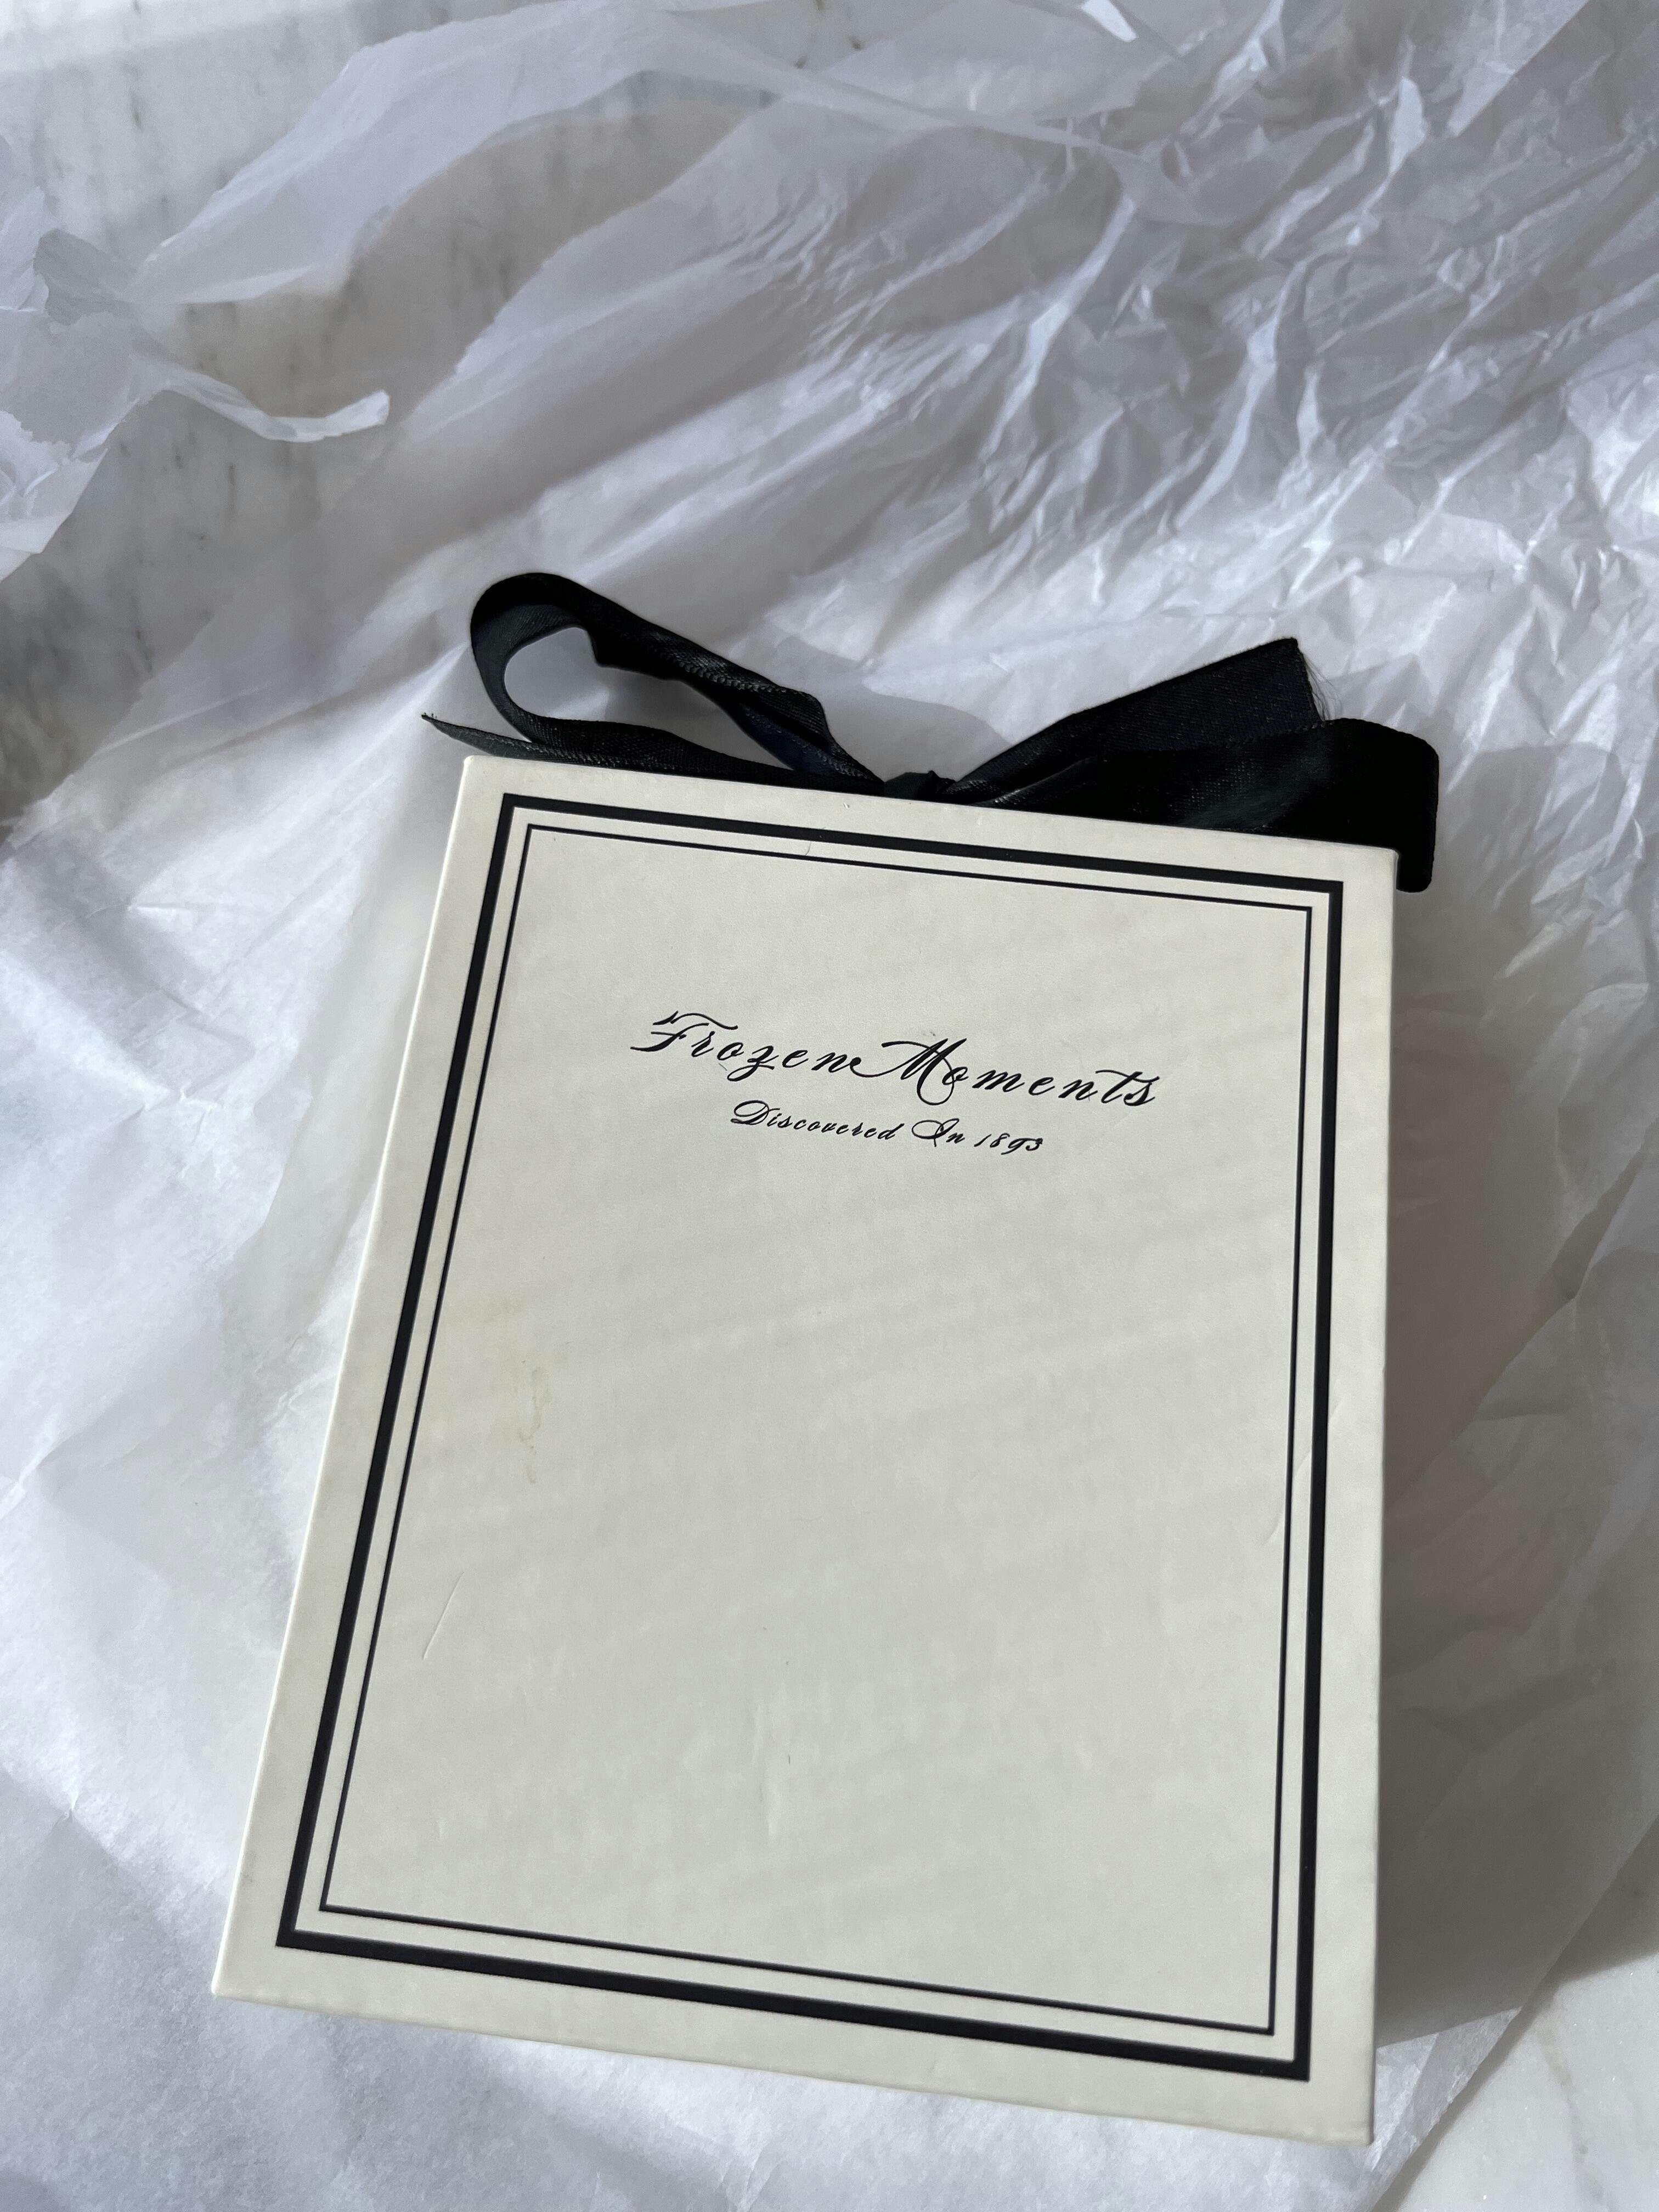 Frozen Moments
Discovered In 1893